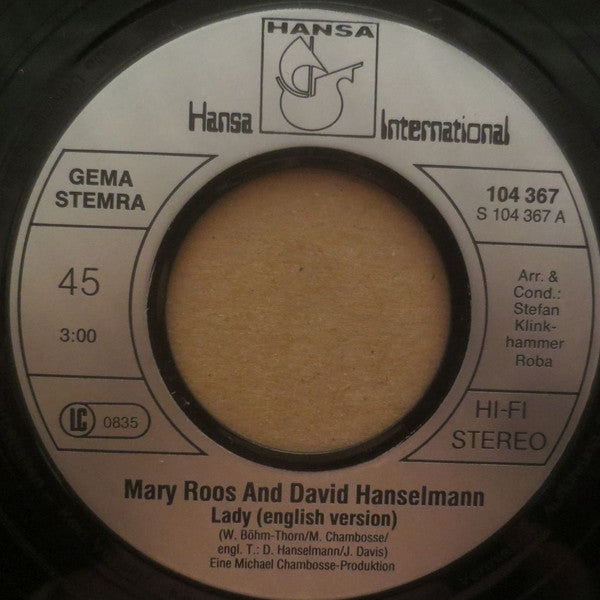 HANSA
Hansa International
GEMA
STEMRA
45
3:00
LC 0835
104 367
S 104 367 A
Arr. &
Cond.:
Stefan
Klink-
hammer
Roba
HI-FI
STEREO
Mary Roos And David Hanselmann
Lady (english version)
(W. Böhm-Thorn/M. Chambosse/
engl. T.: D. Hanselmann/J. Davis)
Eine Michael Chambosse-Produktion